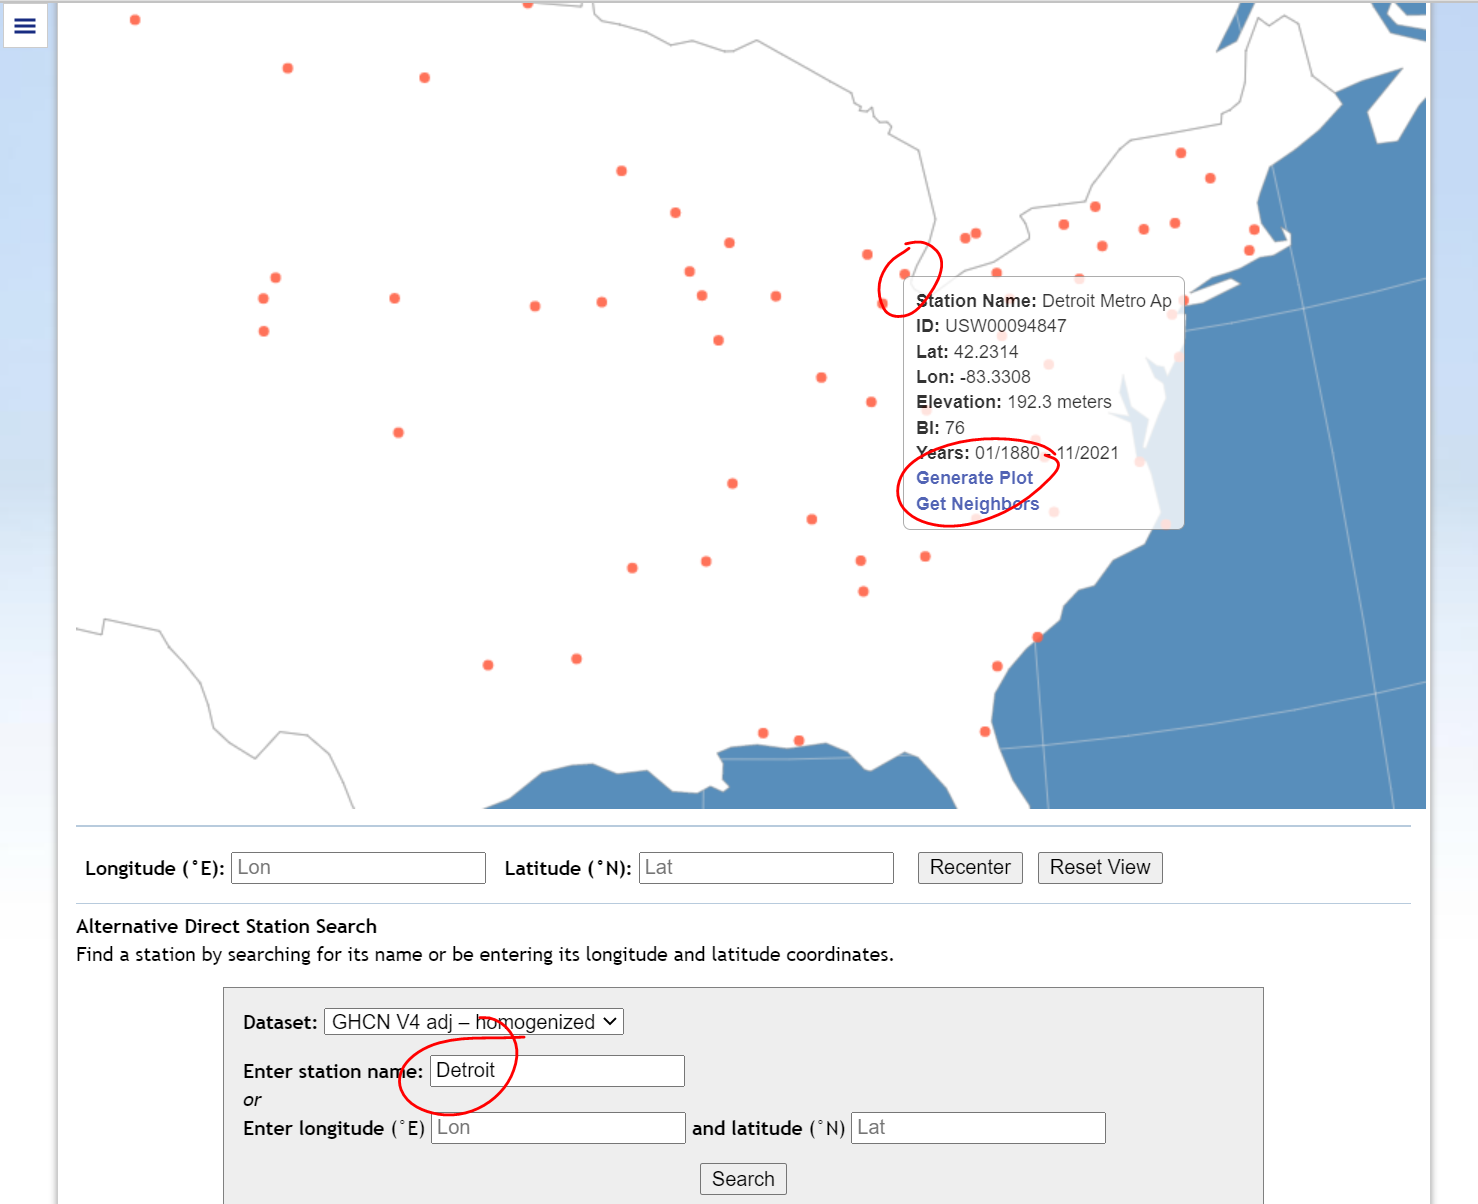 Station Name: Detroit Metro Ap
ID: USW00094847
Lat: 42.2314
Lon: -83.3308
Elevation: 192.3 meters
BI: 76
Years: 01/1880 - 11/2021
Generate Plot
Get Neighbors
Longitude (°E): Lon Latitude (°N): Lat Recenter Reset View
Alternative Direct Station Search
Find a station by searching for its name or be entering its longitude and latitude coordinates.
Dataset: GHCN V4 adj – homogenized
Enter station name: Detroit
or
Enter longitude (°E) Lon and latitude (°N) Lat
Search